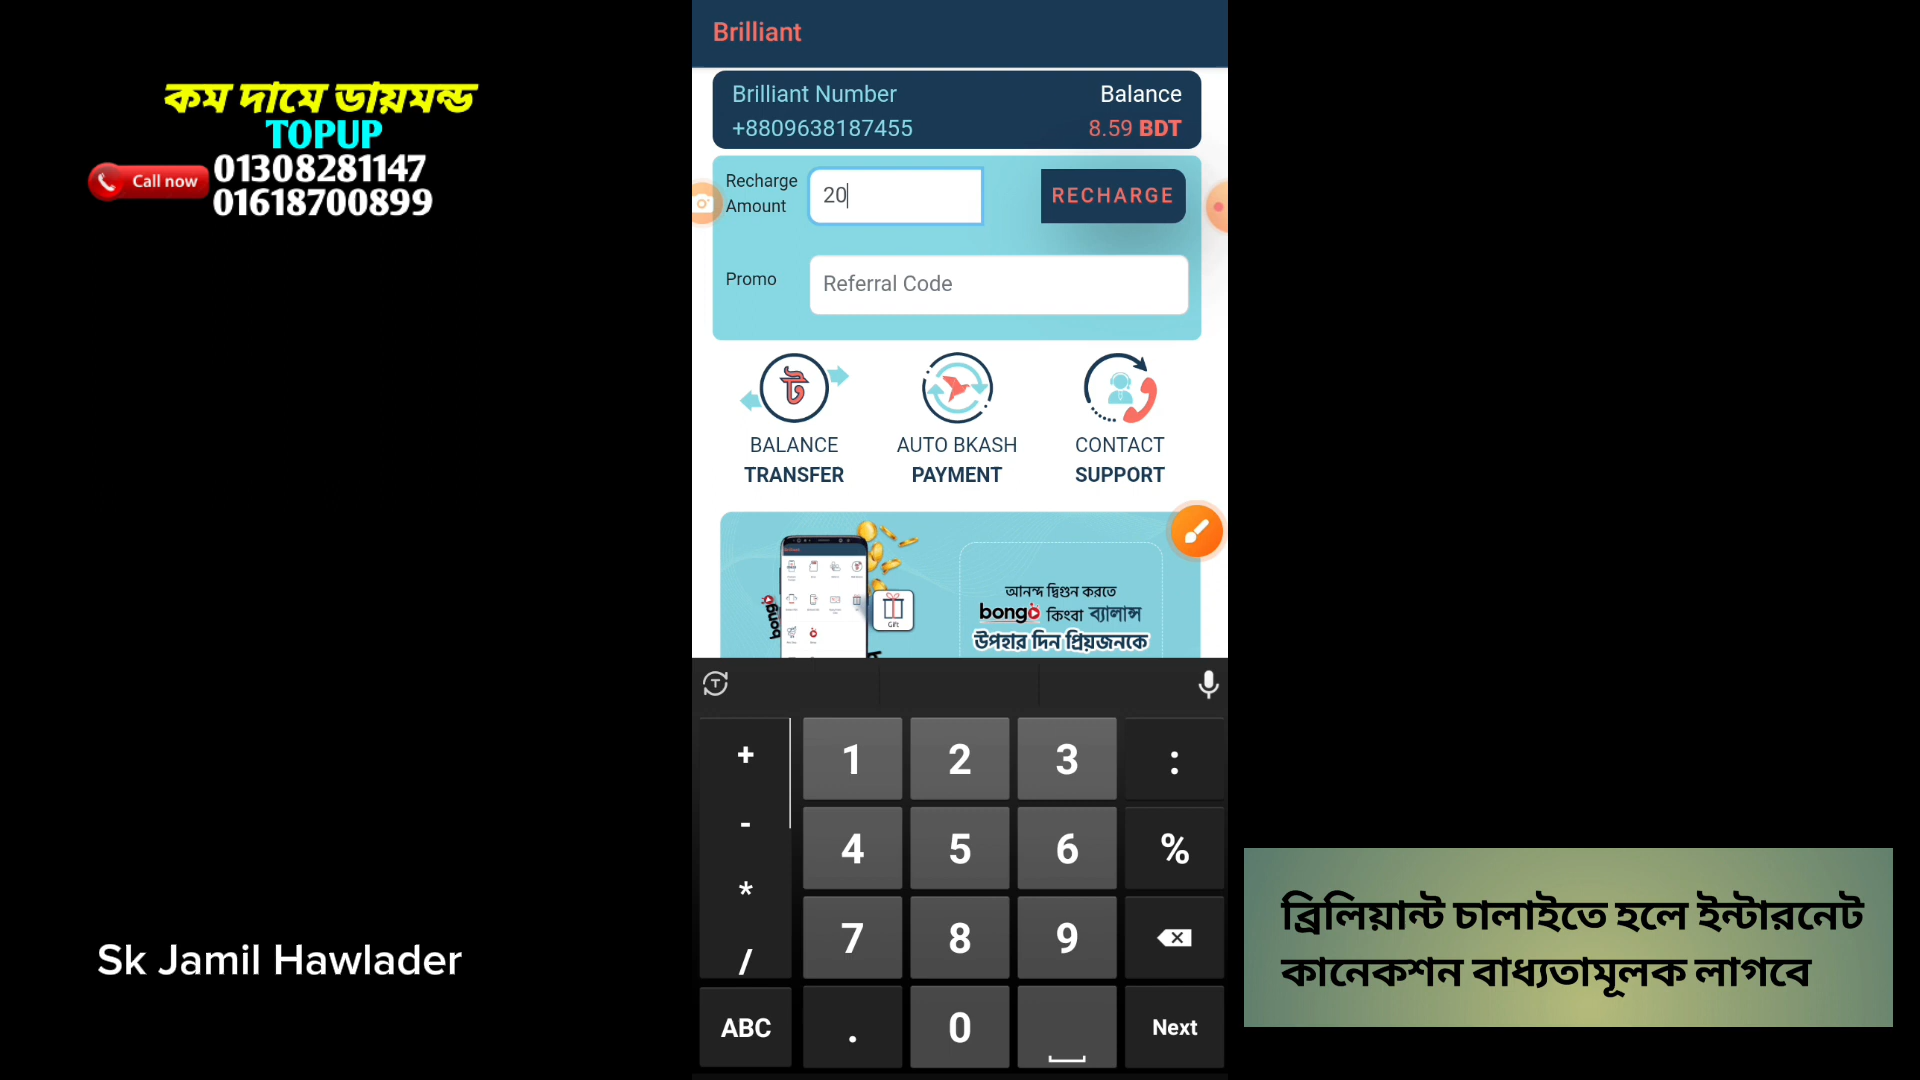 কম দামে ডায়মন্ড
TOPUP
Call now
01308281147
01618700899
Sk Jamil Hawlader
Brilliant
Brilliant Number
Balance
+8809638187455
8.59 BDT
Recharge
Amount
20
RECHARGE
Promo
Referral Code
BALANCE
TRANSFER
AUTO BKASH
PAYMENT
CONTACT
SUPPORT
bongo
Gift
আনন্দ দ্বিগুন করতে
bongo কিংবা ব্যালান্স
উপহার দিন প্রিয়জনকে
+ 1 2 3 :
- 4 5 6 %
* 7 8 9
/
ABC . 0 Next
ব্রিলিয়ান্ট চালাইতে হলে ইন্টারনেট
কানেকশন বাধ্যতামূলক লাগবে